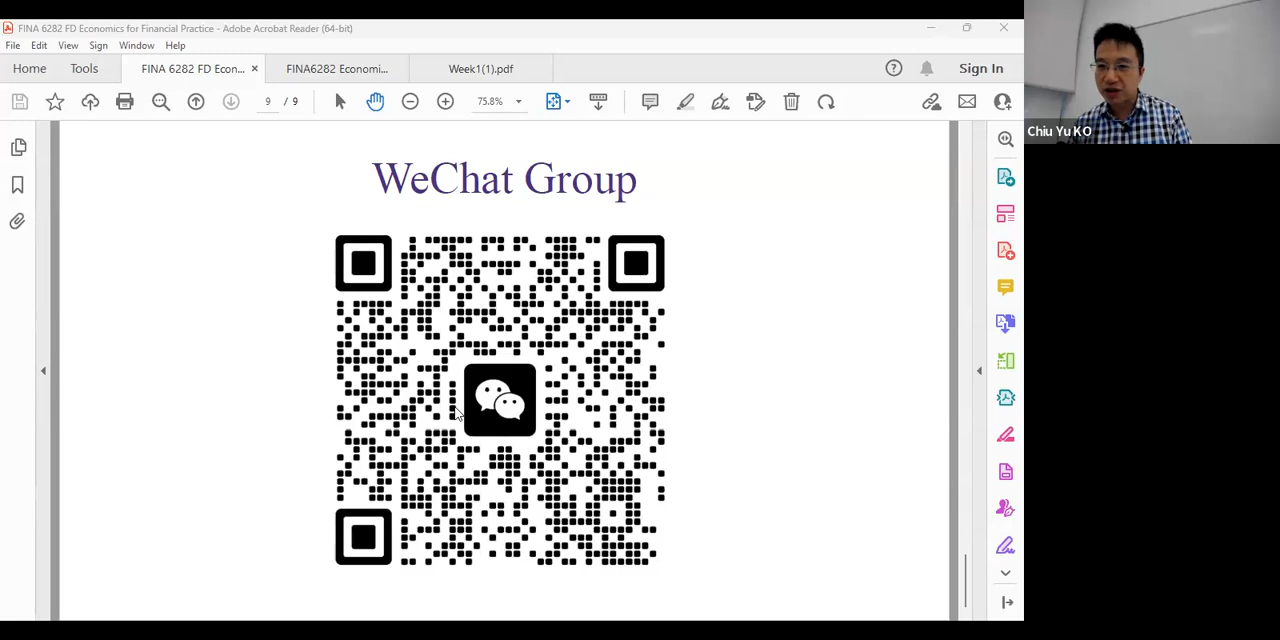 FINA 6282 FD Economics for Financial Practice - Adobe Acrobat Reader (64-bit)
File Edit View Sign Window Help
Home Tools FINA 6282 FD Econ... × FINA6282 Economi... Week1(1).pdf Sign In
9 / 9 75.8%
Chiu Yu KO
WeChat Group